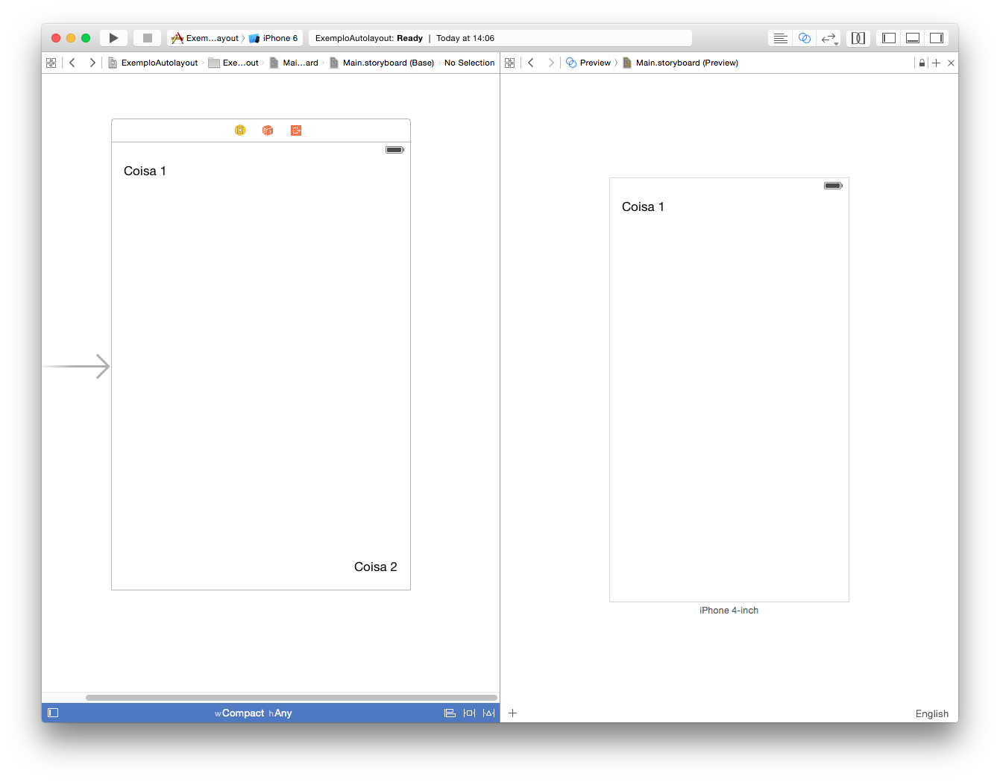 Exem...ayout iPhone 6 ExemploAutolayout: Ready | Today at 14:06
ExemploAutolayout Exe...out Mai...ard Main.storyboard (Base) No Selection
Preview Main.storyboard (Preview)
Coisa 1
Coisa 2
Coisa 1
iPhone 4-inch
wCompact hAny
English